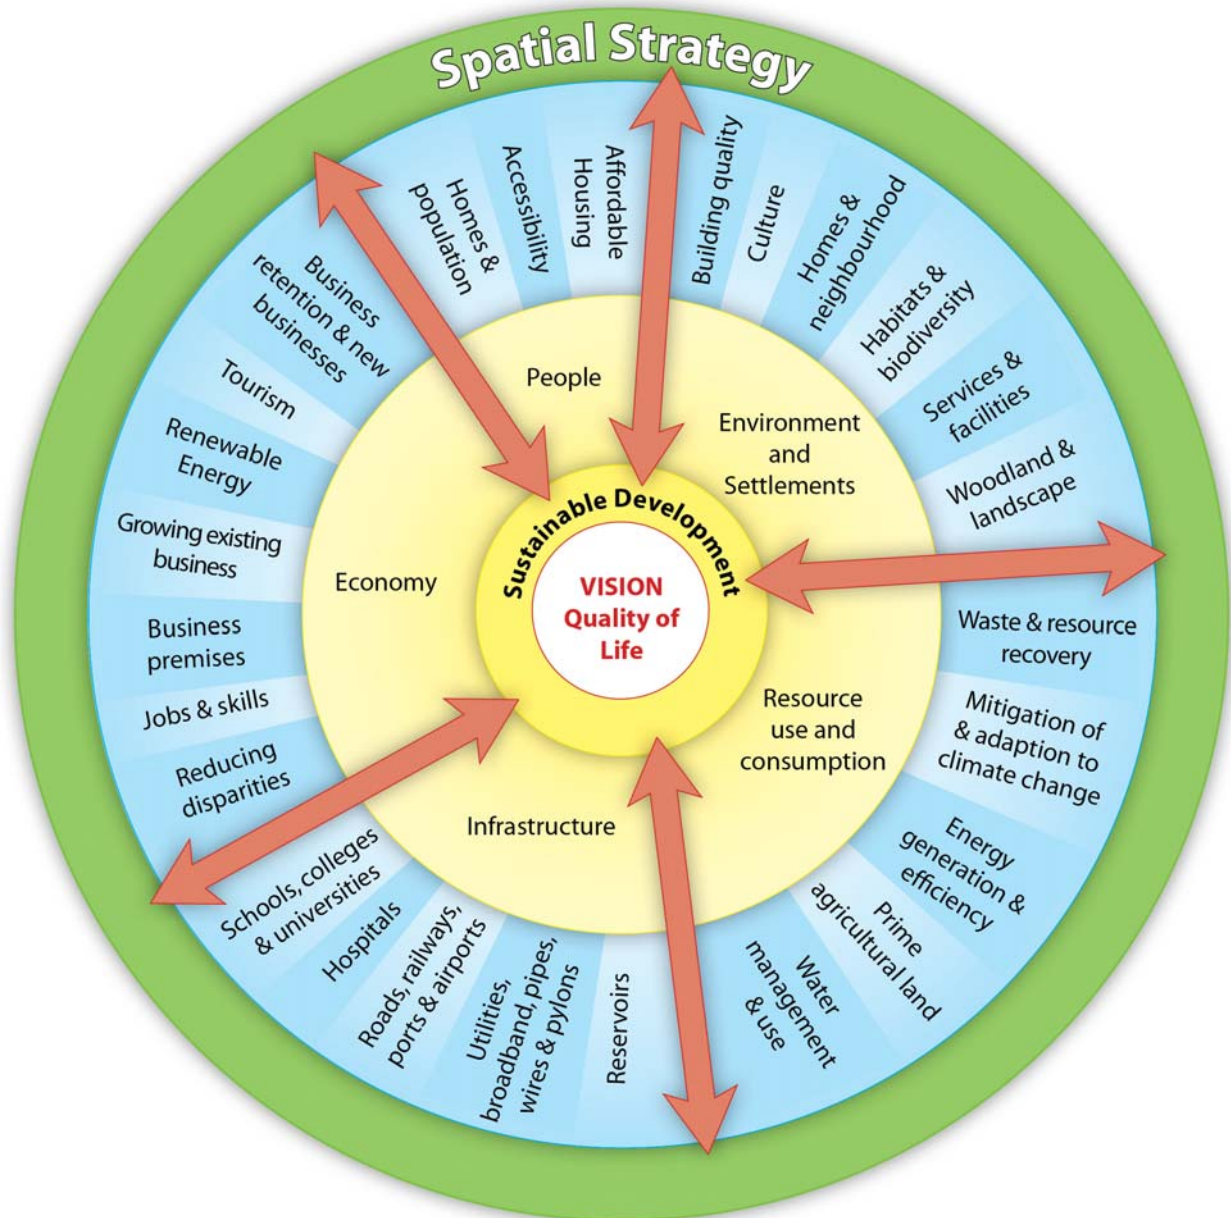 Spatial Strategy
Affordable
Housing
Building quality
Culture
Homes &
neighbourhood
Habitats &
biodiversity
Services &
facilities
Woodland &
landscape
Waste & resource
recovery
Mitigation of
& adaption to
climate change
Energy
generation &
efficiency
Prime
agricultural land
Water
management
& use
Reservoirs
Utilities,
broadband, pipes,
wires & pylons
Roads, railways,
ports & airports
Hospitals
Schools, colleges
& universities
Reducing
disparities
Jobs & skills
Business
premises
Growing existing
business
Renewable
Energy
Tourism
Business
retention & new
businesses
Homes &
population
Accessibility
People
Environment
and
Settlements
Resource
use and
consumption
Infrastructure
Economy
Sustainable Development
VISION
Quality of
Life